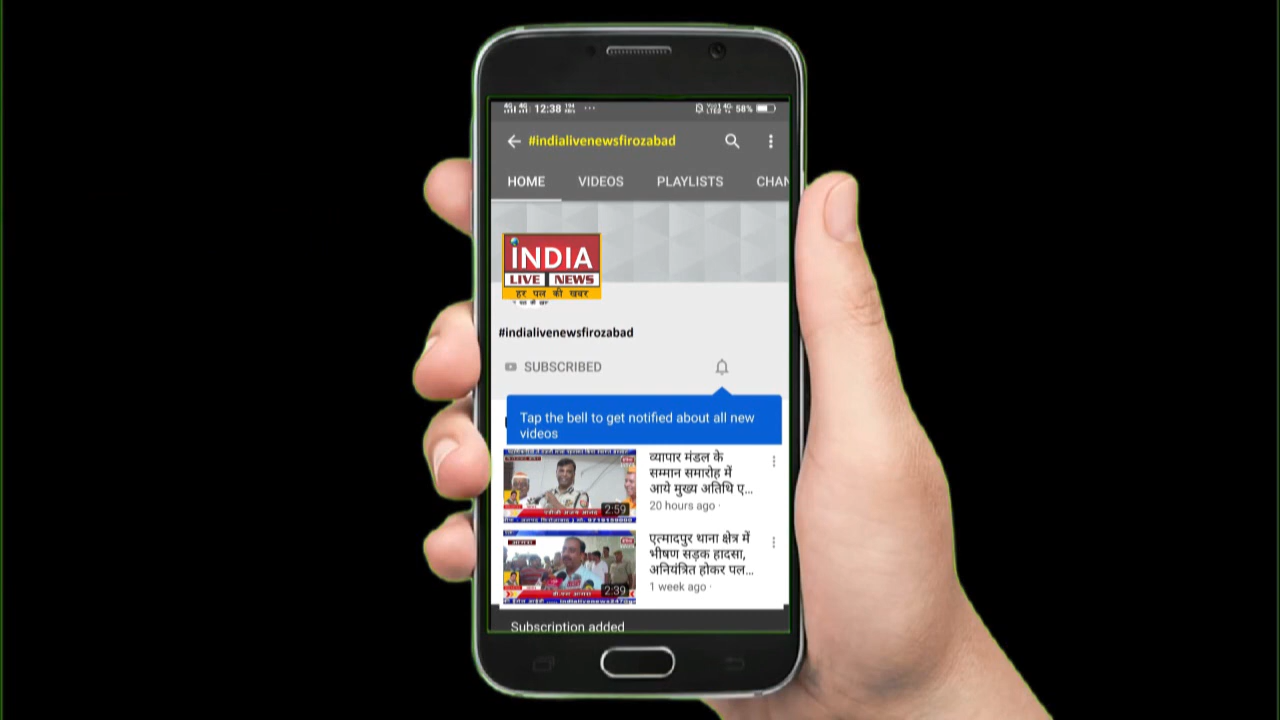 12:38
58%
#indialivenewsfirozabad
HOME VIDEOS PLAYLISTS CHAN
INDIA
LIVE NEWS
हर पल की खबर
#indialivenewsfirozabad
SUBSCRIBED
Tap the bell to get notified about all new
videos
व्यापार मंडल के
सम्मान समारोह में
आये मुख्य अतिथि ए...
20 hours ago ·
2:59
एत्मादपुर थाना क्षेत्र में
भीषण सड़क हादसा,
अनियंत्रित होकर पल...
1 week ago ·
2:39
Subscription added